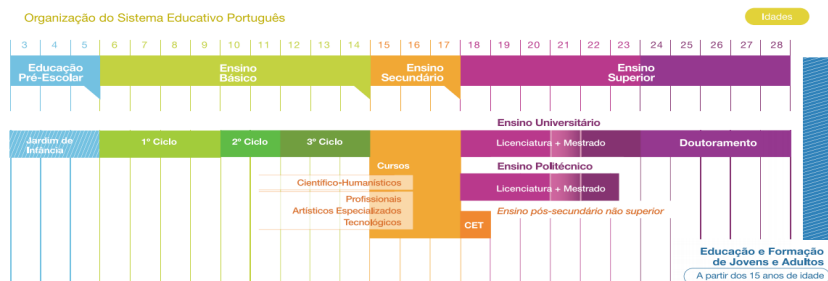 Organização do Sistema Educativo Português
Idades
3 4 5 6 7 8 9 10 11 12 13 14 15 16 17 18 19 20 21 22 23 24 25 26 27 28
Educação
Pré-Escolar
Ensino
Básico
Ensino
Secundário
Ensino
Superior
Ensino Universitário
Jardim de
Infância
1º Ciclo
2º Ciclo
3º Ciclo
Licenciatura + Mestrado
Doutoramento
Cursos
Ensino Politécnico
Científico-Humanísticos
Licenciatura + Mestrado
Profissionais
Artísticos Especializados
Tecnológicos
Ensino pós-secundário não superior
CET
Educação e Formação
de Jovens e Adultos
A partir dos 15 anos de idade